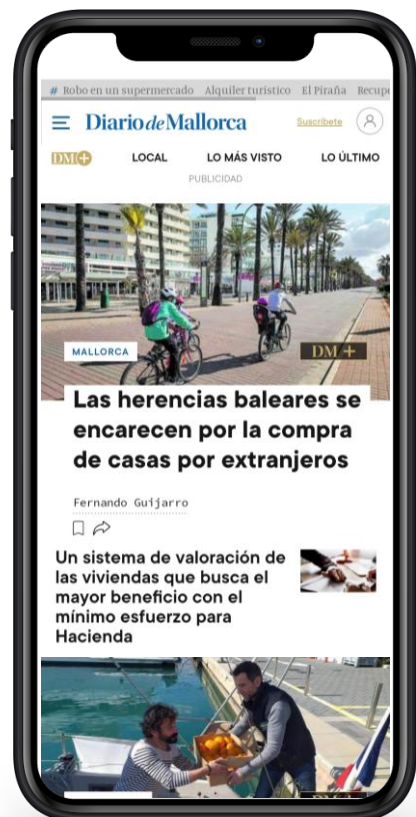 # Robo en un supermercado Alquiler turístico El Piraña Recupe
Diario de Mallorca
Suscríbete
DM+
LOCAL
LO MÁS VISTO
LO ÚLTIMO
PUBLICIDAD
MALLORCA
DM+
Las herencias baleares se
encarecen por la compra
de casas por extranjeros
Fernando Guijarro
Un sistema de valoración de
las viviendas que busca el
mayor beneficio con el
mínimo esfuerzo para
Hacienda